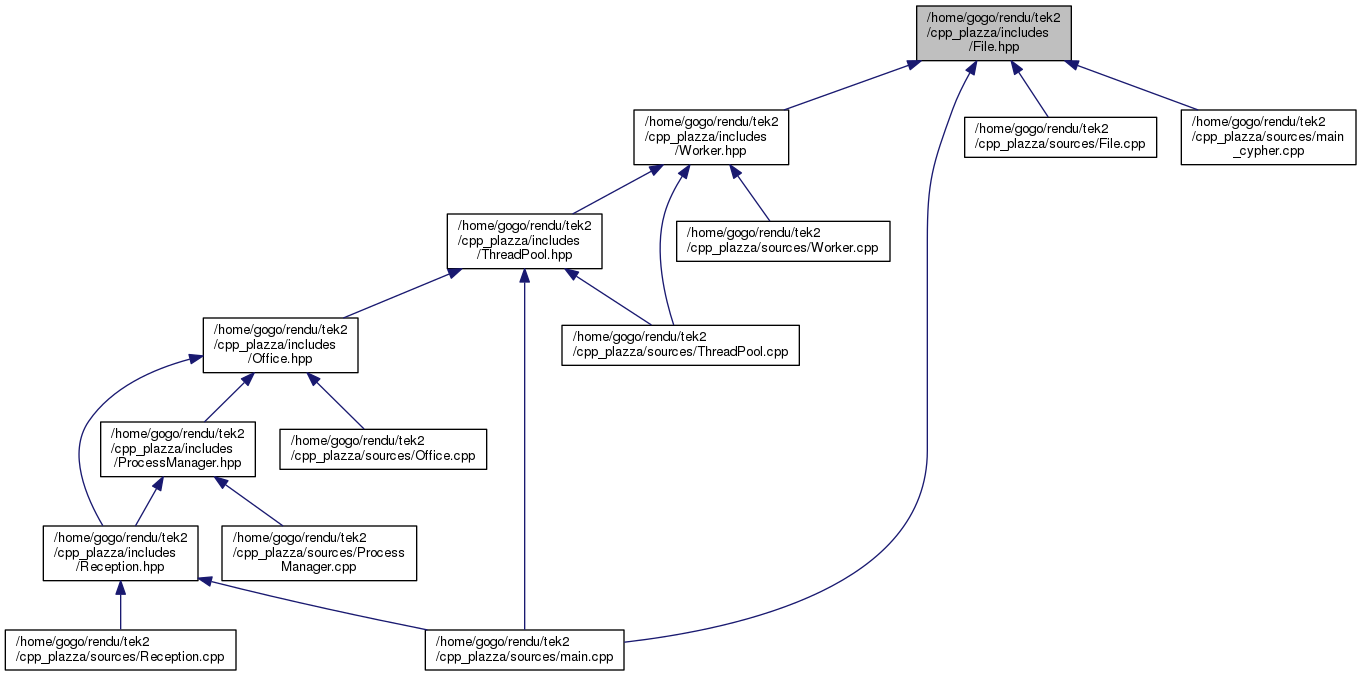 /home/gogo/rendu/tek2
/cpp_plazza/includes
/File.hpp
/home/gogo/rendu/tek2
/cpp_plazza/includes
/Worker.hpp
/home/gogo/rendu/tek2
/cpp_plazza/sources/File.cpp
/home/gogo/rendu/tek2
/cpp_plazza/sources/main
_cypher.cpp
/home/gogo/rendu/tek2
/cpp_plazza/includes
/ThreadPool.hpp
/home/gogo/rendu/tek2
/cpp_plazza/sources/Worker.cpp
/home/gogo/rendu/tek2
/cpp_plazza/includes
/Office.hpp
/home/gogo/rendu/tek2
/cpp_plazza/sources/ThreadPool.cpp
/home/gogo/rendu/tek2
/cpp_plazza/includes
/ProcessManager.hpp
/home/gogo/rendu/tek2
/cpp_plazza/sources/Office.cpp
/home/gogo/rendu/tek2
/cpp_plazza/includes
/Reception.hpp
/home/gogo/rendu/tek2
/cpp_plazza/sources/Process
Manager.cpp
/home/gogo/rendu/tek2
/cpp_plazza/sources/Reception.cpp
/home/gogo/rendu/tek2
/cpp_plazza/sources/main.cpp